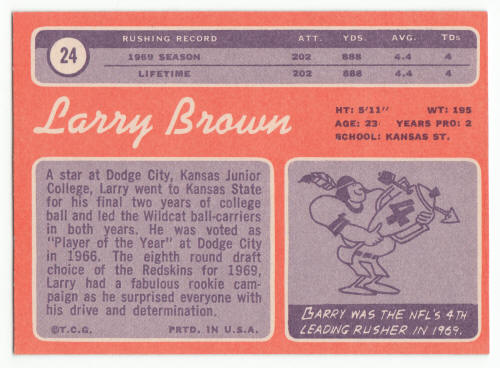 24
RUSHING RECORD ATT. YDS. AVG. TDs
1969 SEASON 202 888 4.4 4
LIFETIME 202 888 4.4 4
Larry Brown
HT: 5'11" WT: 195
AGE: 23 YEARS PRO: 2
SCHOOL: KANSAS ST.
A star at Dodge City, Kansas Junior
College, Larry went to Kansas State
for his final two years of college
ball and led the Wildcat ball-carriers
in both years. He was voted as
"Player of the Year" at Dodge City
in 1966. The eighth round draft
choice of the Redskins for 1969,
Larry had a fabulous rookie cam-
paign as he surprised everyone with
his drive and determination.
©T.C.G. PRTD. IN U.S.A.
4
LARRY WAS THE NFL'S 4TH
LEADING RUSHER IN 1969.